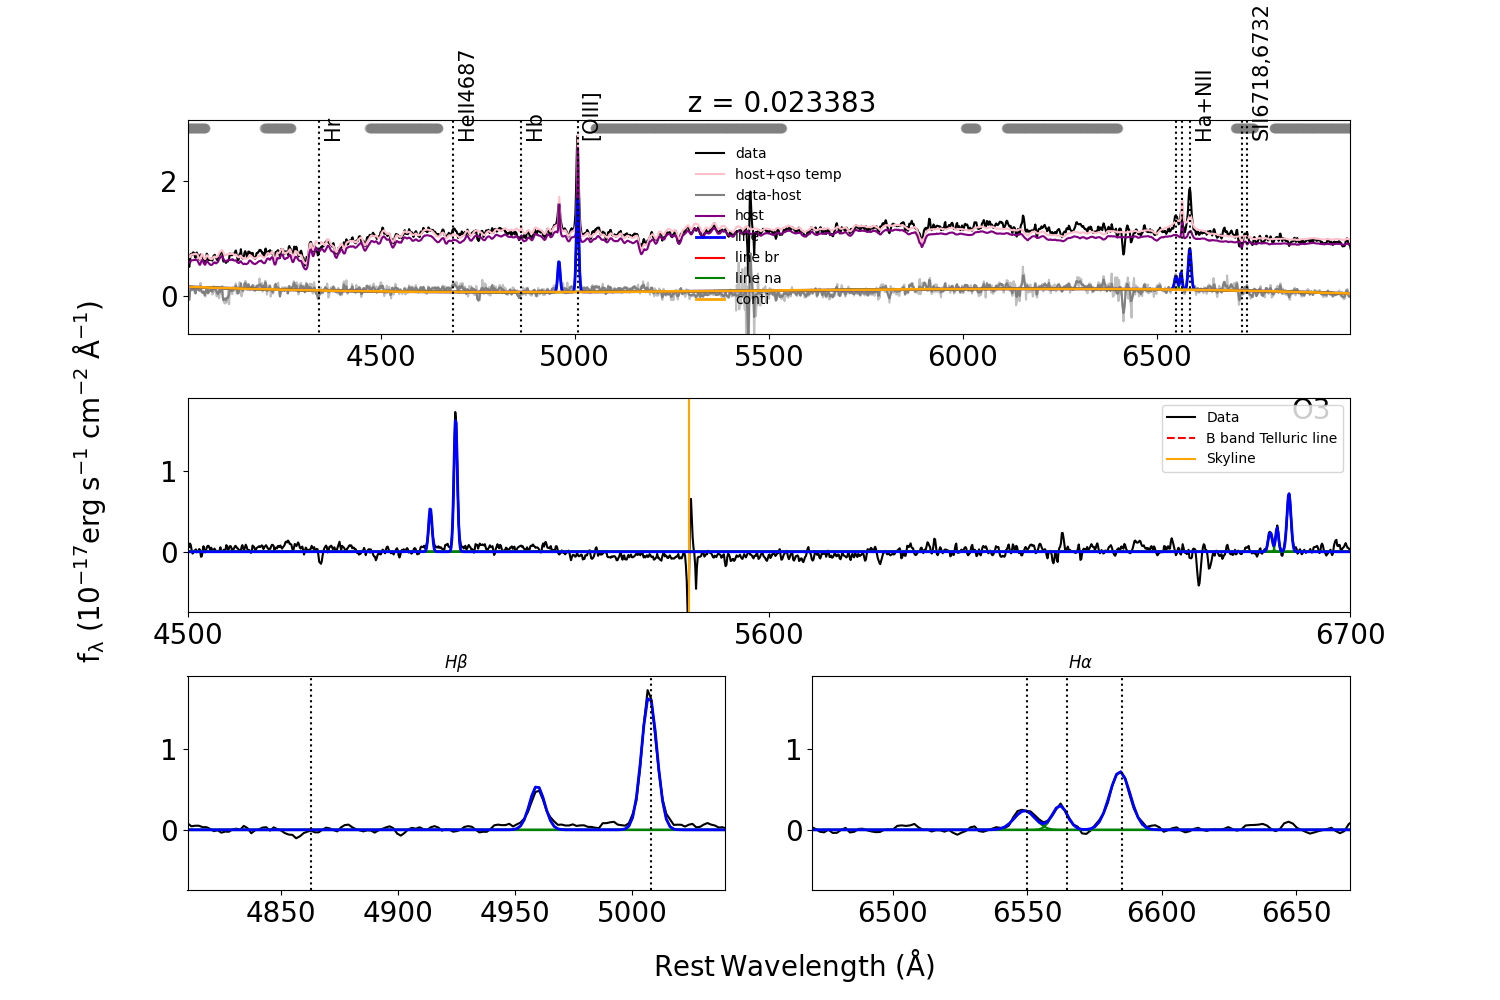 z = 0.023383
Hr
HeII4687
Hb
[OIII]
Ha+NII
SII6718,6732
data
host+qso temp
data-host
host
line
line br
line na
conti
2
0
4500
5000
5500
6000
6500
O3
Data
B band Telluric line
Skyline
1
0
4500
5600
6700
fλ (10⁻¹⁷erg s⁻¹ cm⁻² Å⁻¹)
Hβ
1
0
4850
4900
4950
5000
Hα
1
0
6500
6550
6600
6650
Rest Wavelength (Å)